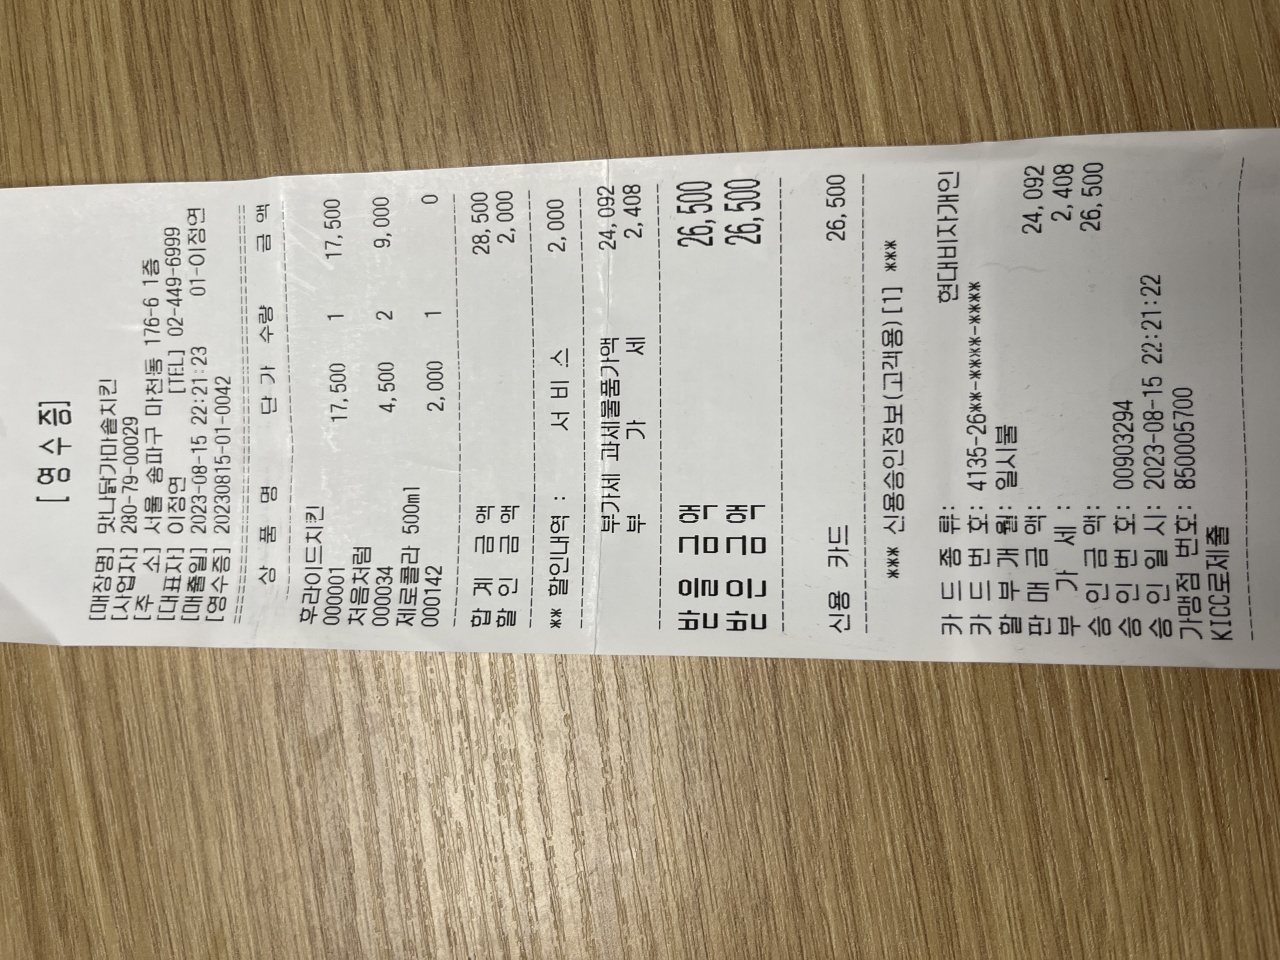 [영 수 증]
[매장명] 맛나닭가마솥치킨
[사업자] 280-79-00029
[주 소] 서울 송파구 마천동 176-6 1층
[대표자] 이정연 [TEL] 02-449-6999
[매출일] 2023-08-15 22:21:23 01-이정연
[영수증] 20230815-01-0042
상 품 명 단 가 수량 금 액
후라이드치킨
000001 17,500 1 17,500
처음처럼
000034 4,500 2 9,000
제로콜라 500ml
000142 2,000 1 0
합 계 금 액 28,500
할 인 금 액 2,000
** 할인내역 : 서 비 스 2,000
부가세 과세물품가액 24,092
부 가 세 2,408
받 을 금 액 26,500
받 은 금 액 26,500
신용 카드 26,500
*** 신용승인정보(고객용)[1] ***
카 드 종 류: 현대비자개인
카 드 번 호: 4135-26**-****-****
할 부 개 월: 일시불
판 매 금 액: 24,092
부 가 세 : 2,408
승 인 금 액: 26,500
승 인 번 호: 00903294
승 인 일 시: 2023-08-15 22:21:22
가맹점 번호: 850005700
KICC로제출